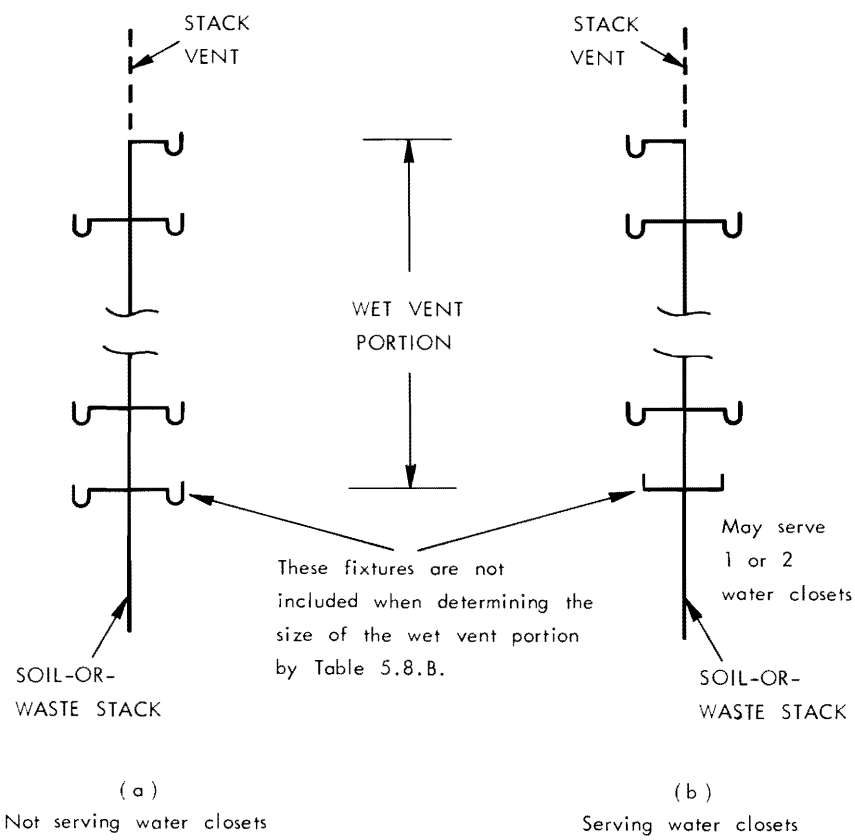 STACK
VENT
STACK
VENT
WET VENT
PORTION
These fixtures are not
included when determining the
size of the wet vent portion
by Table 5.8.B.
May serve
1 or 2
water closets
SOIL-OR-
WASTE STACK
SOIL-OR-
WASTE STACK
(a)
Not serving water closets
(b)
Serving water closets